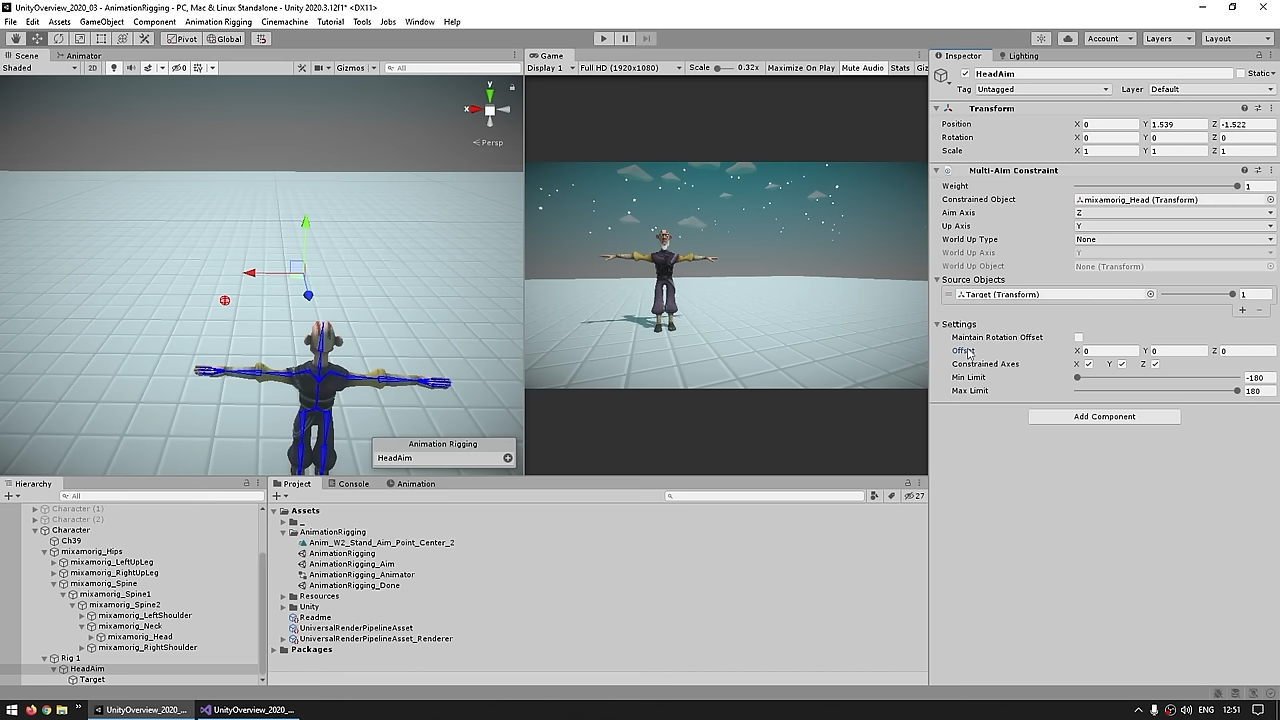 UnityOverview_2020_03 - AnimationRigging - PC, Mac & Linux Standalone - Unity 2020.3.12f1* <DX11>
File Edit Assets GameObject Component Animation Rigging Cinemachine Tutorial Tools Jobs Window Help
Pivot Global Account Layers Layout
Scene Animator
Shaded 2D 0 Gizmos All
y
x
Persp
Animation Rigging
HeadAim
Game
Display 1 Full HD (1920x1080) Scale 0.32x Maximize On Play Mute Audio Stats Giz
Inspector Lighting
HeadAim Static
Tag Untagged Layer Default
Transform
Position X 0 Y 1.539 Z -1.522
Rotation X 0 Y 0 Z 0
Scale X 1 Y 1 Z 1
Multi-Aim Constraint
Weight 1
Constrained Object mixamorig_Head (Transform)
Aim Axis Z
Up Axis Y
World Up Type None
World Up Axis Y
World Up Object None (Transform)
Source Objects
Target (Transform) 1
Settings
Maintain Rotation Offset
Offset X 0 Y 0 Z 0
Constrained Axes X Y Z
Min Limit -180
Max Limit 180
Add Component
Hierarchy
All
Character (1)
Character (2)
Character
Ch39
mixamorig_Hips
mixamorig_LeftUpLeg
mixamorig_RightUpLeg
mixamorig_Spine
mixamorig_Spine1
mixamorig_Spine2
mixamorig_LeftShoulder
mixamorig_Neck
mixamorig_Head
mixamorig_RightShoulder
Rig 1
HeadAim
Target
Project Console Animation
27
Assets
_
AnimationRigging
Anim_W2_Stand_Aim_Point_Center_2
AnimationRigging
AnimationRigging_Aim
AnimationRigging_Animator
AnimationRigging_Done
Resources
Unity
Readme
UniversalRenderPipelineAsset
UniversalRenderPipelineAsset_Renderer
Packages
UnityOverview_2020_... UnityOverview_2020_... ENG 12:51